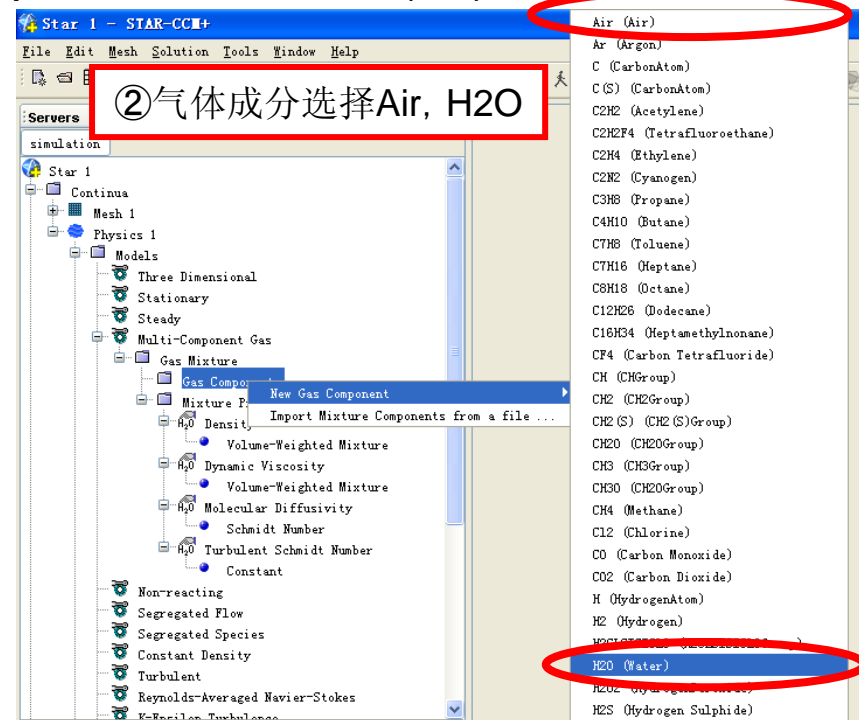 Star 1 - STAR-CCM+
File Edit Mesh Solution Tools Window Help
②气体成分选择Air, H2O
Servers
simulation
Star 1
Continua
Mesh 1
Physics 1
Models
Three Dimensional
Stationary
Steady
Multi-Component Gas
Gas Mixture
Gas Compon
Mixture P
Density
Volume-Weighted Mixture
Dynamic Viscosity
Volume-Weighted Mixture
Molecular Diffusivity
Schmidt Number
Turbulent Schmidt Number
Constant
Non-reacting
Segregated Flow
Segregated Species
Constant Density
Turbulent
Reynolds-Averaged Navier-Stokes
K-Epsilon Turbulence
New Gas Component
Import Mixture Components from a file ...
Air (Air)
Ar (Argon)
C (CarbonAtom)
C(S) (CarbonAtom)
C2H2 (Acetylene)
C2H2F4 (Tetrafluoroethane)
C2H4 (Ethylene)
C2N2 (Cyanogen)
C3H8 (Propane)
C4H10 (Butane)
C7H8 (Toluene)
C7H16 (Heptane)
C8H18 (Octane)
C12H26 (Dodecane)
C16H34 (Heptamethylnonane)
CF4 (Carbon Tetrafluoride)
CH (CHGroup)
CH2 (CH2Group)
CH2(S) (CH2(S)Group)
CH2O (CH2OGroup)
CH3 (CH3Group)
CH3O (CH2OGroup)
CH4 (Methane)
Cl2 (Chlorine)
CO (Carbon Monoxide)
CO2 (Carbon Dioxide)
H (HydrogenAtom)
H2 (Hydrogen)
H2O (Water)
H2O2
H2S (Hydrogen Sulphide)